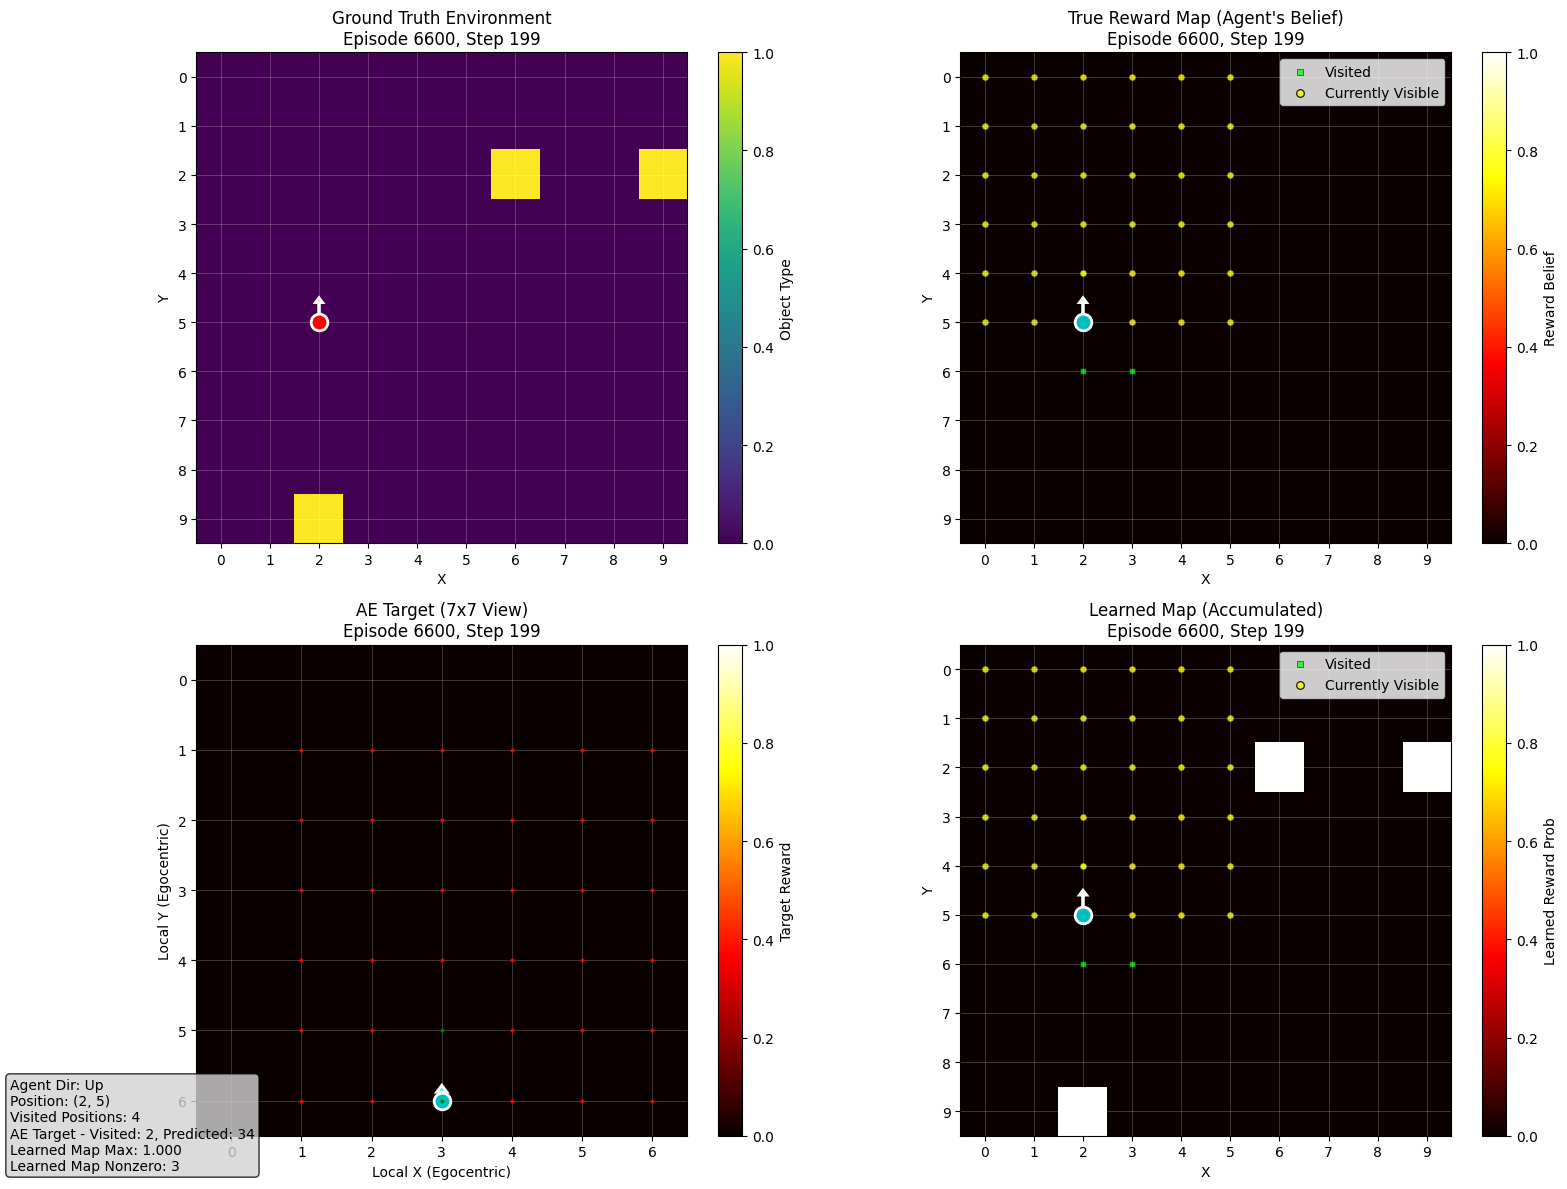 Ground Truth Environment
Episode 6600, Step 199
0
1
2
3
4
5
6
7
8
9
Y
0 1 2 3 4 5 6 7 8 9
X
1.0
0.8
0.6
0.4
0.2
0.0
Object Type
True Reward Map (Agent's Belief)
Episode 6600, Step 199
Visited
Currently Visible
0
1
2
3
4
5
6
7
8
9
Y
0 1 2 3 4 5 6 7 8 9
X
1.0
0.8
0.6
0.4
0.2
0.0
Reward Belief
AE Target (7x7 View)
Episode 6600, Step 199
0
1
2
3
4
5
6
Local Y (Egocentric)
0 1 2 3 4 5 6
Local X (Egocentric)
1.0
0.8
0.6
0.4
0.2
0.0
Target Reward
Agent Dir: Up
Position: (2, 5)
Visited Positions: 4
AE Target - Visited: 2, Predicted: 34
Learned Map Max: 1.000
Learned Map Nonzero: 3
Learned Map (Accumulated)
Episode 6600, Step 199
Visited
Currently Visible
0
1
2
3
4
5
6
7
8
9
Y
0 1 2 3 4 5 6 7 8 9
X
1.0
0.8
0.6
0.4
0.2
0.0
Learned Reward Prob